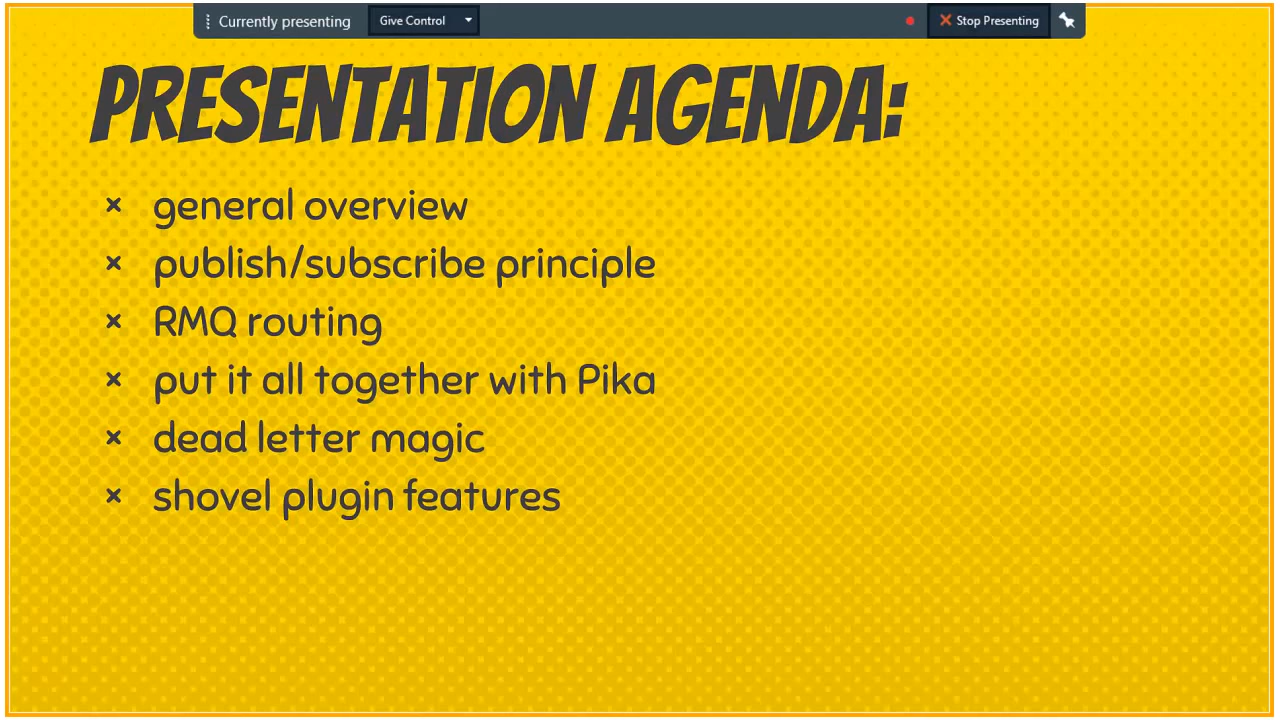 Currently presenting Give Control Stop Presenting
PRESENTATION AGENDA:
× general overview
× publish/subscribe principle
× RMQ routing
× put it all together with Pika
× dead letter magic
× shovel plugin features